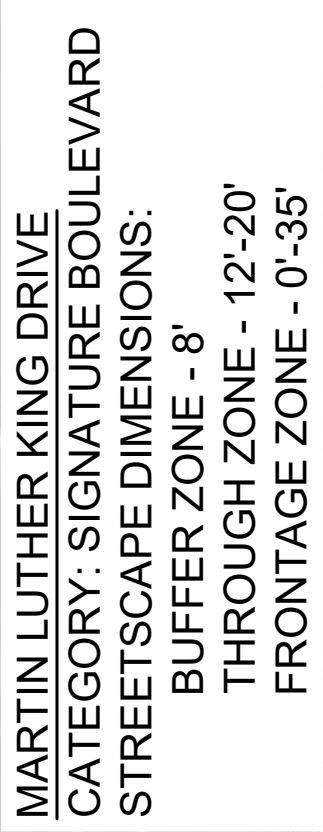 MARTIN LUTHER KING DRIVE
CATEGORY: SIGNATURE BOULEVARD
STREETSCAPE DIMENSIONS:
BUFFER ZONE - 8'
THROUGH ZONE - 12'-20'
FRONTAGE ZONE - 0'-35'